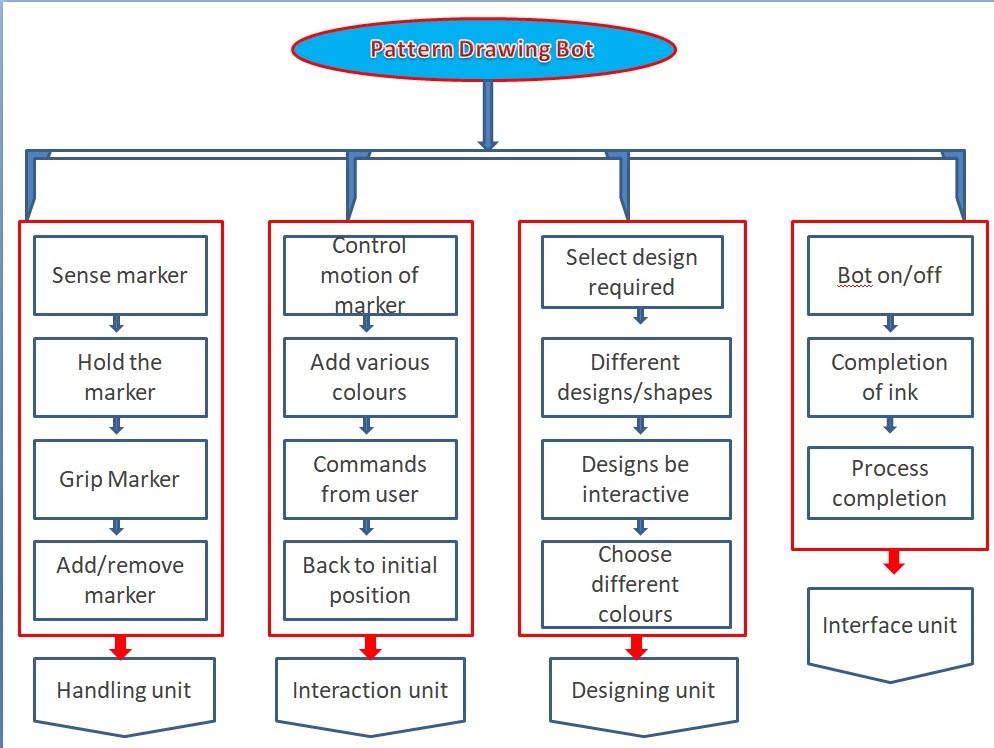 Pattern Drawing Bot
Sense marker
Hold the
marker
Grip Marker
Add/remove
marker
Handling unit
Control
motion of
marker
Add various
colours
Commands
from user
Back to initial
position
Interaction unit
Select design
required
Different
designs/shapes
Designs be
interactive
Choose
different
colours
Designing unit
Bot on/off
Completion
of ink
Process
completion
Interface unit